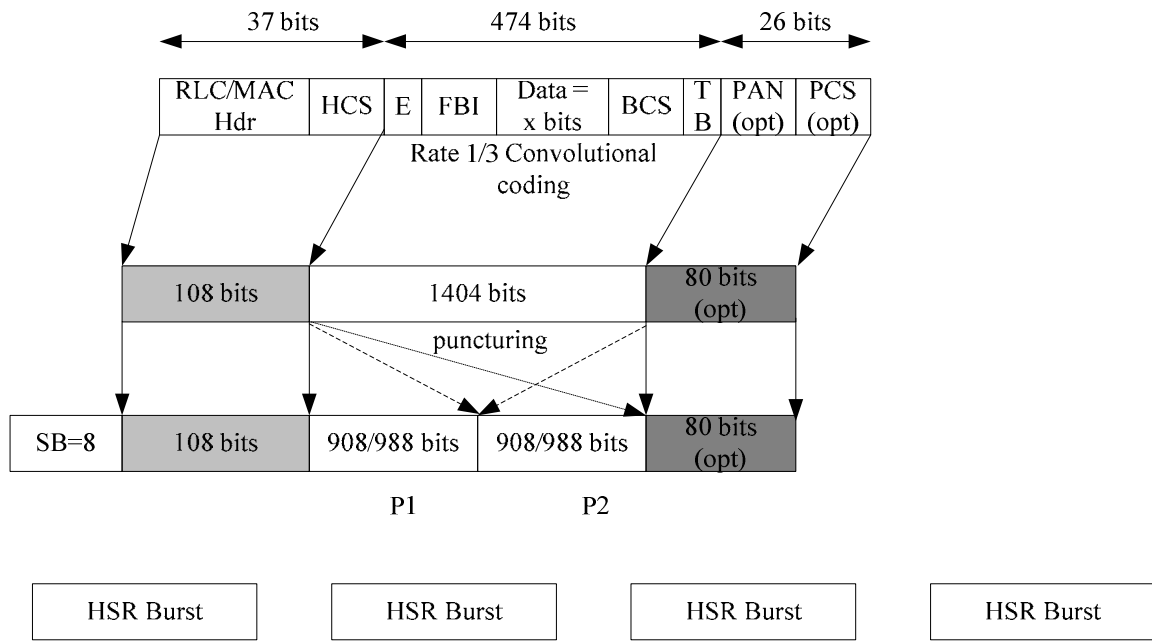 37 bits
474 bits
26 bits
RLC/MAC
Hdr
HCS
E
FBI
Data =
x bits
BCS
T
B
PAN
(opt)
PCS
(opt)
Rate 1/3 Convolutional
coding
108 bits
1404 bits
80 bits
(opt)
puncturing
SB=8
108 bits
908/988 bits
908/988 bits
80 bits
(opt)
P1
P2
HSR Burst
HSR Burst
HSR Burst
HSR Burst